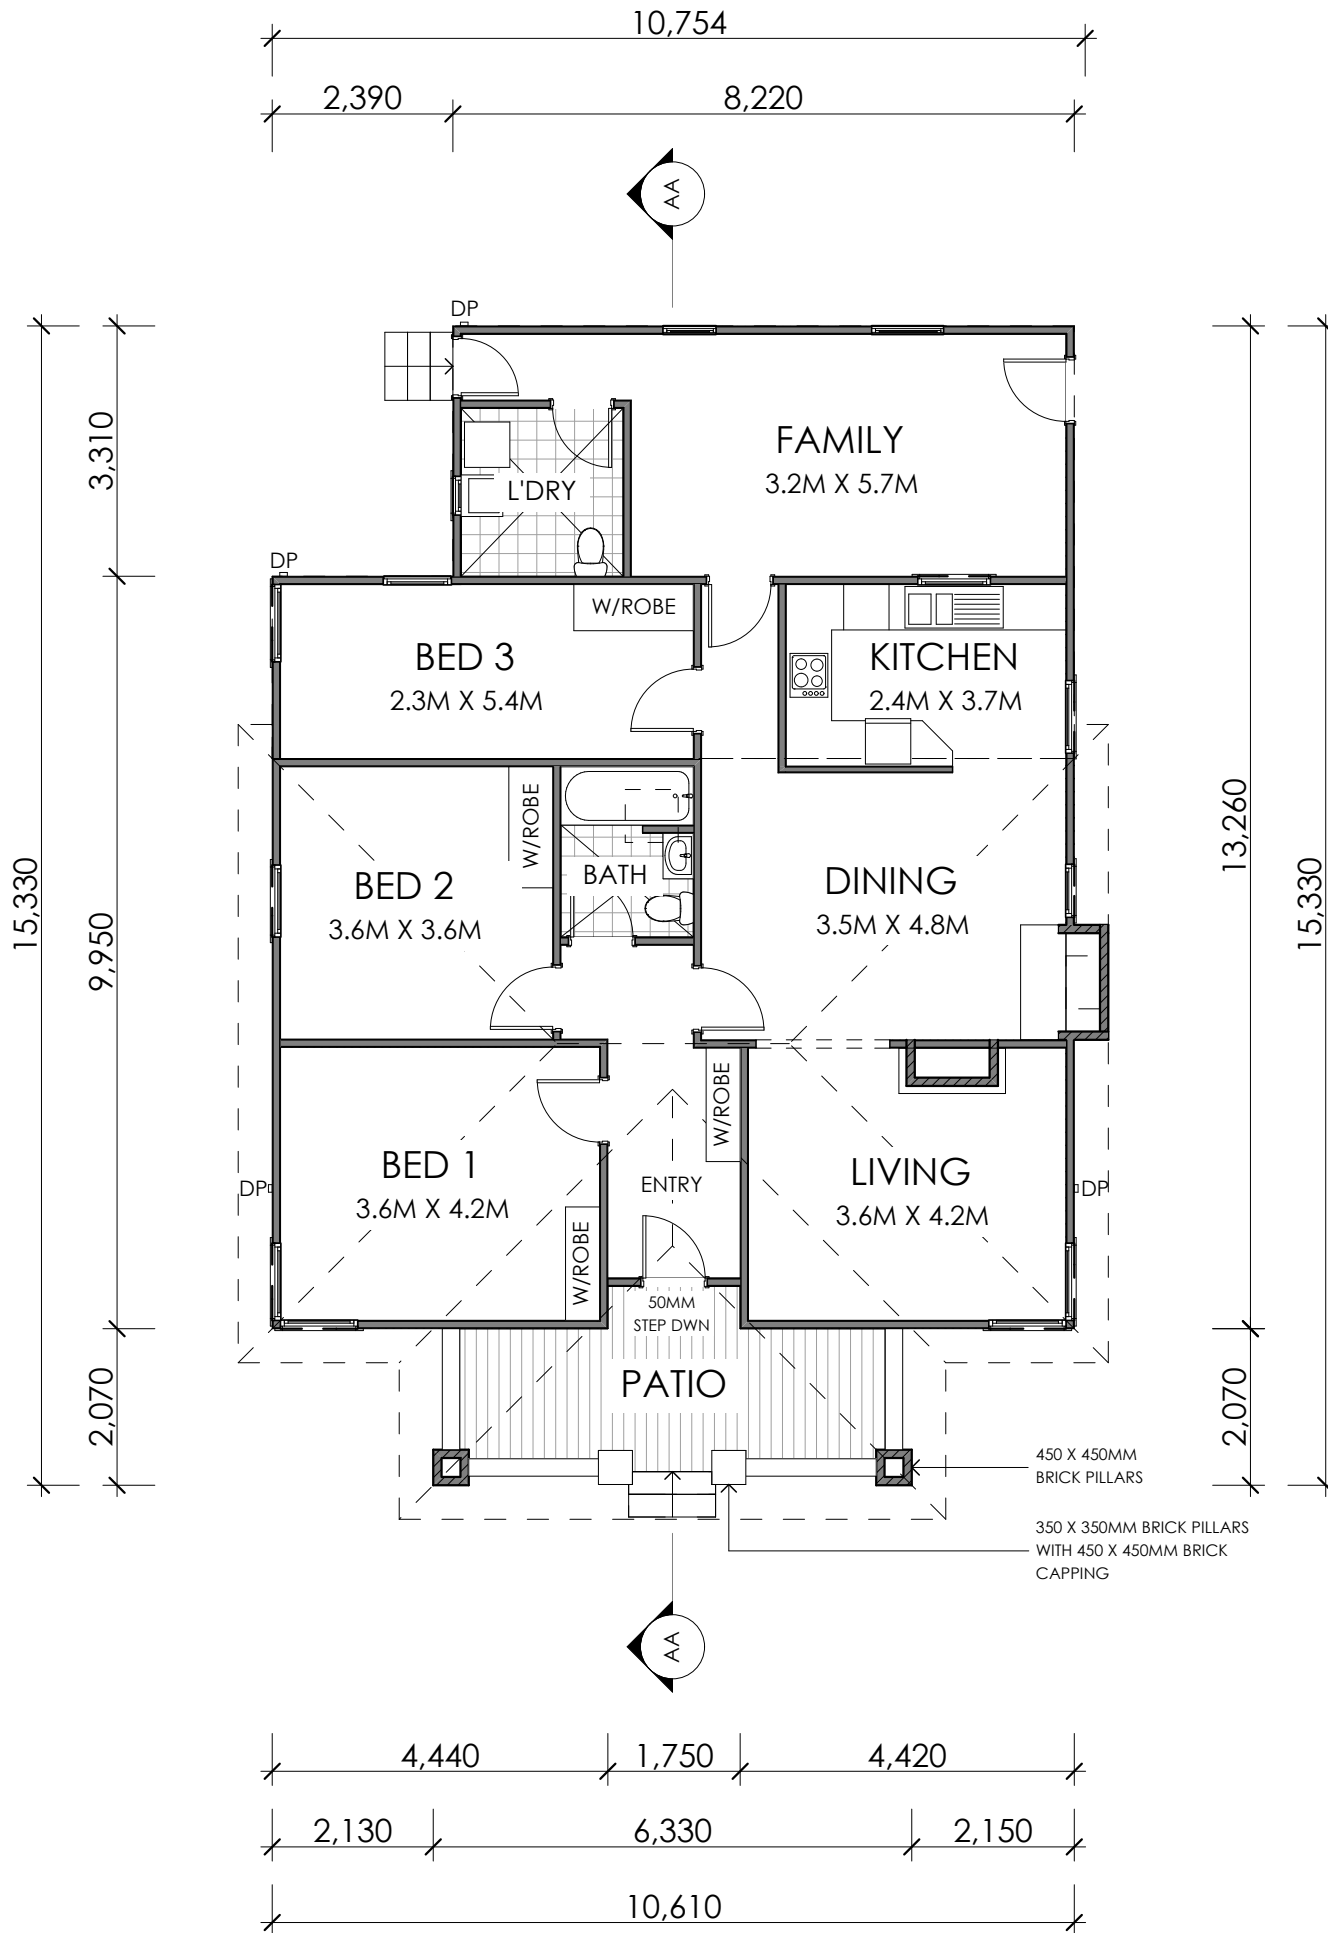 10,754
2,390
8,220
AA
DP
FAMILY
3.2M X 5.7M
3,310
L'DRY
DP
W/ROBE
BED 3
2.3M X 5.4M
KITCHEN
2.4M X 3.7M
W/ROBE
BED 2
3.6M X 3.6M
BATH
DINING
3.5M X 4.8M
15,330
9,950
13,260
15,330
W/ROBE
BED 1
3.6M X 4.2M
W/ROBE
ENTRY
LIVING
3.6M X 4.2M
DP
DP
50MM
STEP DWN
PATIO
2,070
2,070
450 X 450MM
BRICK PILLARS
350 X 350MM BRICK PILLARS
WITH 450 X 450MM BRICK
CAPPING
AA
4,440
1,750
4,420
2,130
6,330
2,150
10,610